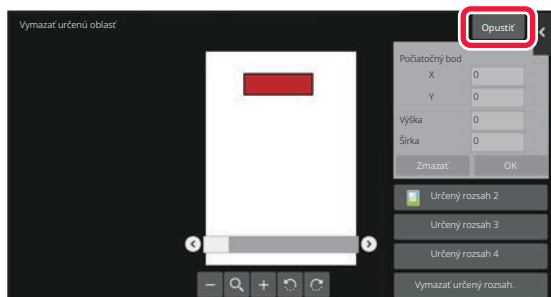 Vymazať určenú oblasť
Opustiť
Počiatočný bod
X 0
Y 0
Výška 0
Šírka 0
Zmazať OK
Určený rozsah 2
Určený rozsah 3
Určený rozsah 4
Vymazať určený rozsah.